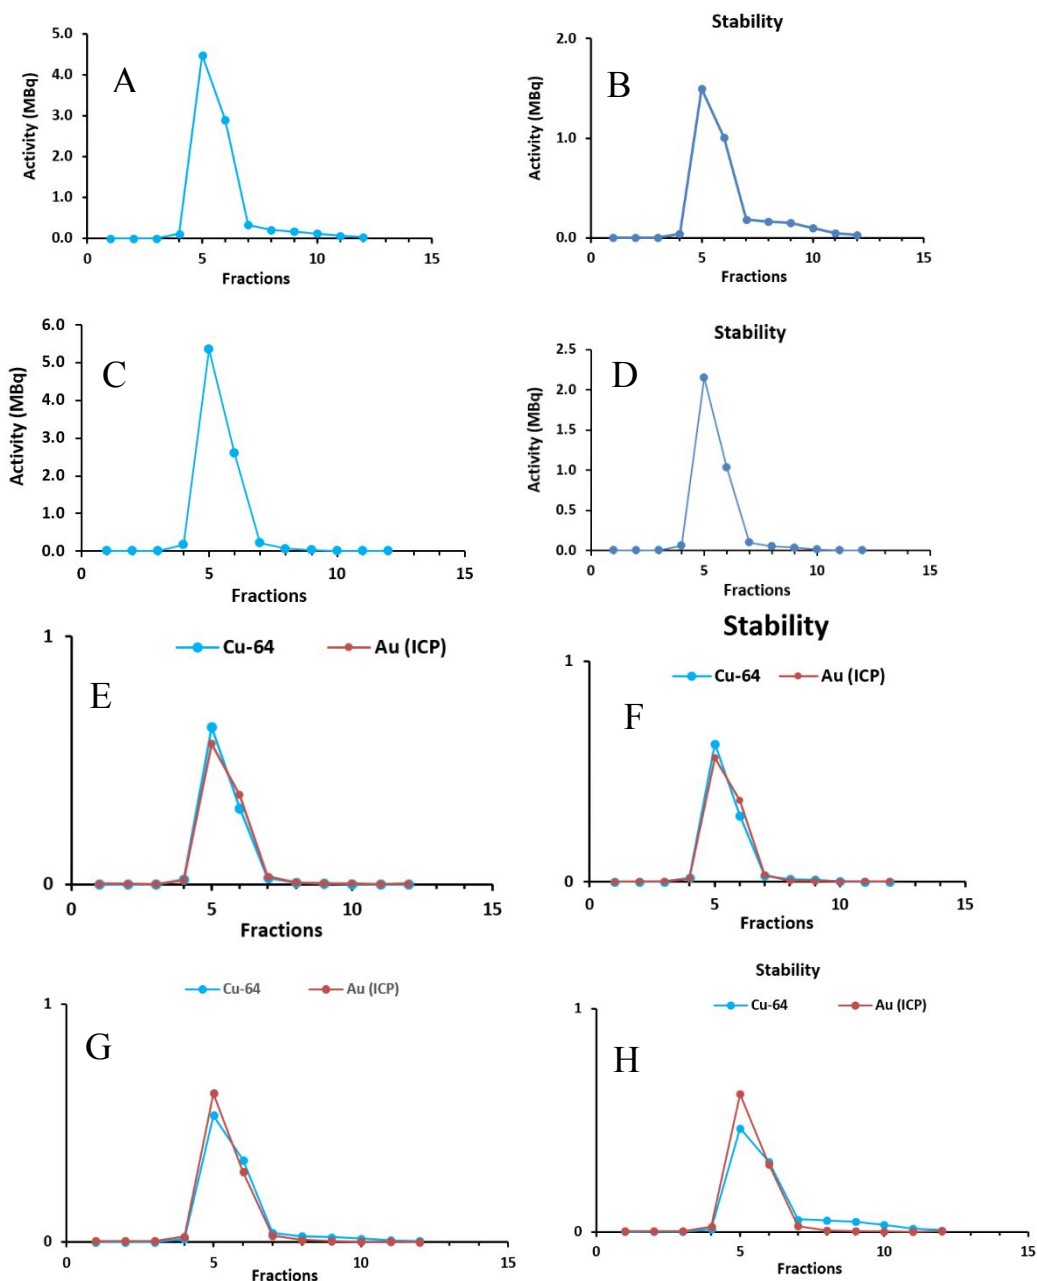 A
5.0
4.0
3.0
2.0
1.0
0.0
0 5 10 15
Activity (MBq)
Fractions
Stability
B
2.0
1.0
0.0
0 5 10 15
Activity (MBq)
Fractions
C
6.0
5.0
4.0
3.0
2.0
1.0
0.0
0 5 10 15
Activity (MBq)
Fractions
Stability
D
2.5
2.0
1.5
1.0
0.5
0.0
0 5 10 15
Activity (MBq)
Fractions
Cu-64 Au (ICP)
E
1
0
0 5 10 15
Fractions
Stability
Cu-64 Au (ICP)
F
1
0
0 5 10 15
Fractions
Cu-64 Au (ICP)
G
1
0
0 5 10 15
Fractions
Stability
Cu-64 Au (ICP)
H
1
0
0 5 10 15
Fractions